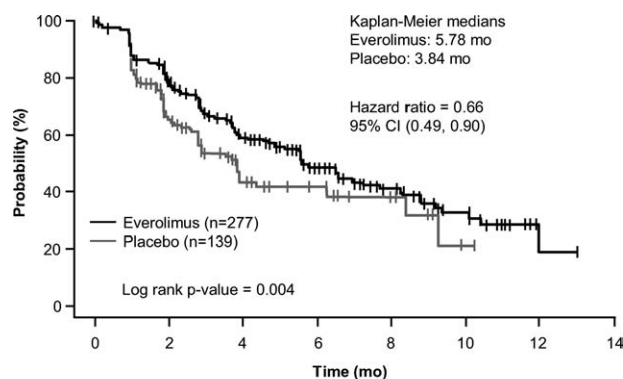 Kaplan-Meier medians
Everolimus: 5.78 mo
Placebo: 3.84 mo
Hazard ratio = 0.66
95% CI (0.49, 0.90)
100
80
60
40
20
0
Probability (%)
Everolimus (n=277)
Placebo (n=139)
Log rank p-value = 0.004
0 2 4 6 8 10 12 14
Time (mo)